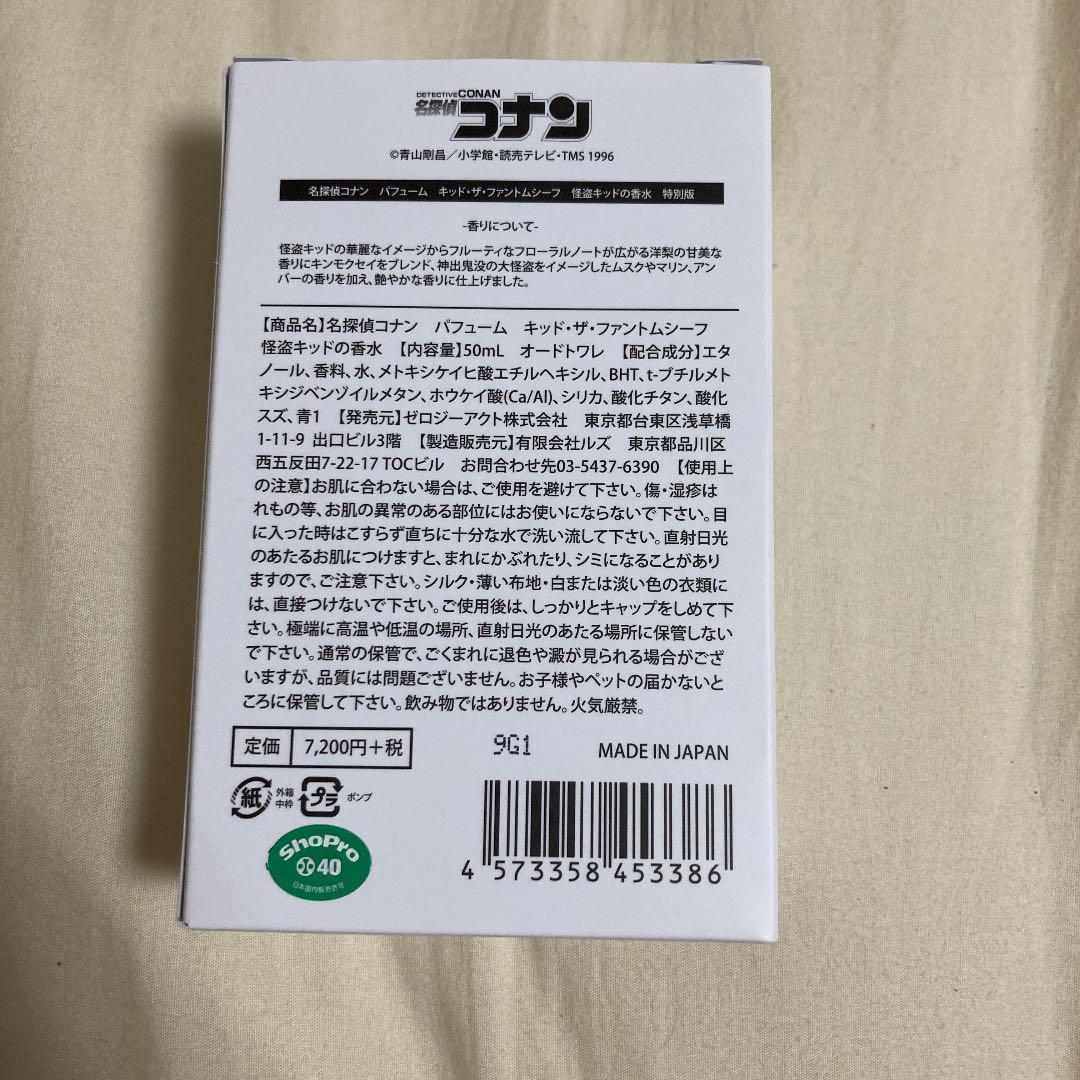 DETECTIVE CONAN
名探偵コナン
©青山剛昌／小学館・読売テレビ・TMS 1996
名探偵コナン　パフューム　キッド・ザ・ファントムシーフ　怪盗キッドの香水　特別版
-香りについて-
怪盗キッドの華麗なイメージからフルーティなフローラルノートが広がる洋梨の甘美な
香りにキンモクセイをブレンド、神出鬼没の大怪盗をイメージしたムスクやマリン、アン
バーの香りを加え、艶やかな香りに仕上げました。
【商品名】名探偵コナン　パフューム　キッド・ザ・ファントムシーフ
怪盗キッドの香水　【内容量】50mL　オードトワレ　【配合成分】エタ
ノール、香料、水、メトキシケイヒ酸エチルヘキシル、BHT、t-ブチルメト
キシジベンゾイルメタン、ホウケイ酸(Ca/Al)、シリカ、酸化チタン、酸化
スズ、青1　【発売元】ゼロジーアクト株式会社　東京都台東区浅草橋
1-11-9 出口ビル3階　【製造販売元】有限会社ルズ　東京都品川区
西五反田7-22-17 TOCビル　お問合わせ先03-5437-6390　【使用上
の注意】お肌に合わない場合は、ご使用を避けて下さい。傷・湿疹は
れもの等、お肌の異常のある部位にはお使いにならないで下さい。目
に入った時はこすらず直ちに十分な水で洗い流して下さい。直射日光
のあたるお肌につけますと、まれにかぶれたり、シミになることがあり
ますので、ご注意下さい。シルク・薄い布地・白または淡い色の衣類に
は、直接つけないで下さい。ご使用後は、しっかりとキャップをしめて下
さい。極端に高温や低温の場所、直射日光のあたる場所に保管しない
で下さい。通常の保管で、ごくまれに退色や澱が見られる場合がござ
いますが、品質には問題ございません。お子様やペットの届かないと
ころに保管して下さい。飲み物ではありません。火気厳禁。
定価　7,200円+税
9G1
MADE IN JAPAN
紙 外箱 中枠 プラ ポンプ
ShoPro
40
日本国内販売許可
4 573358 453386